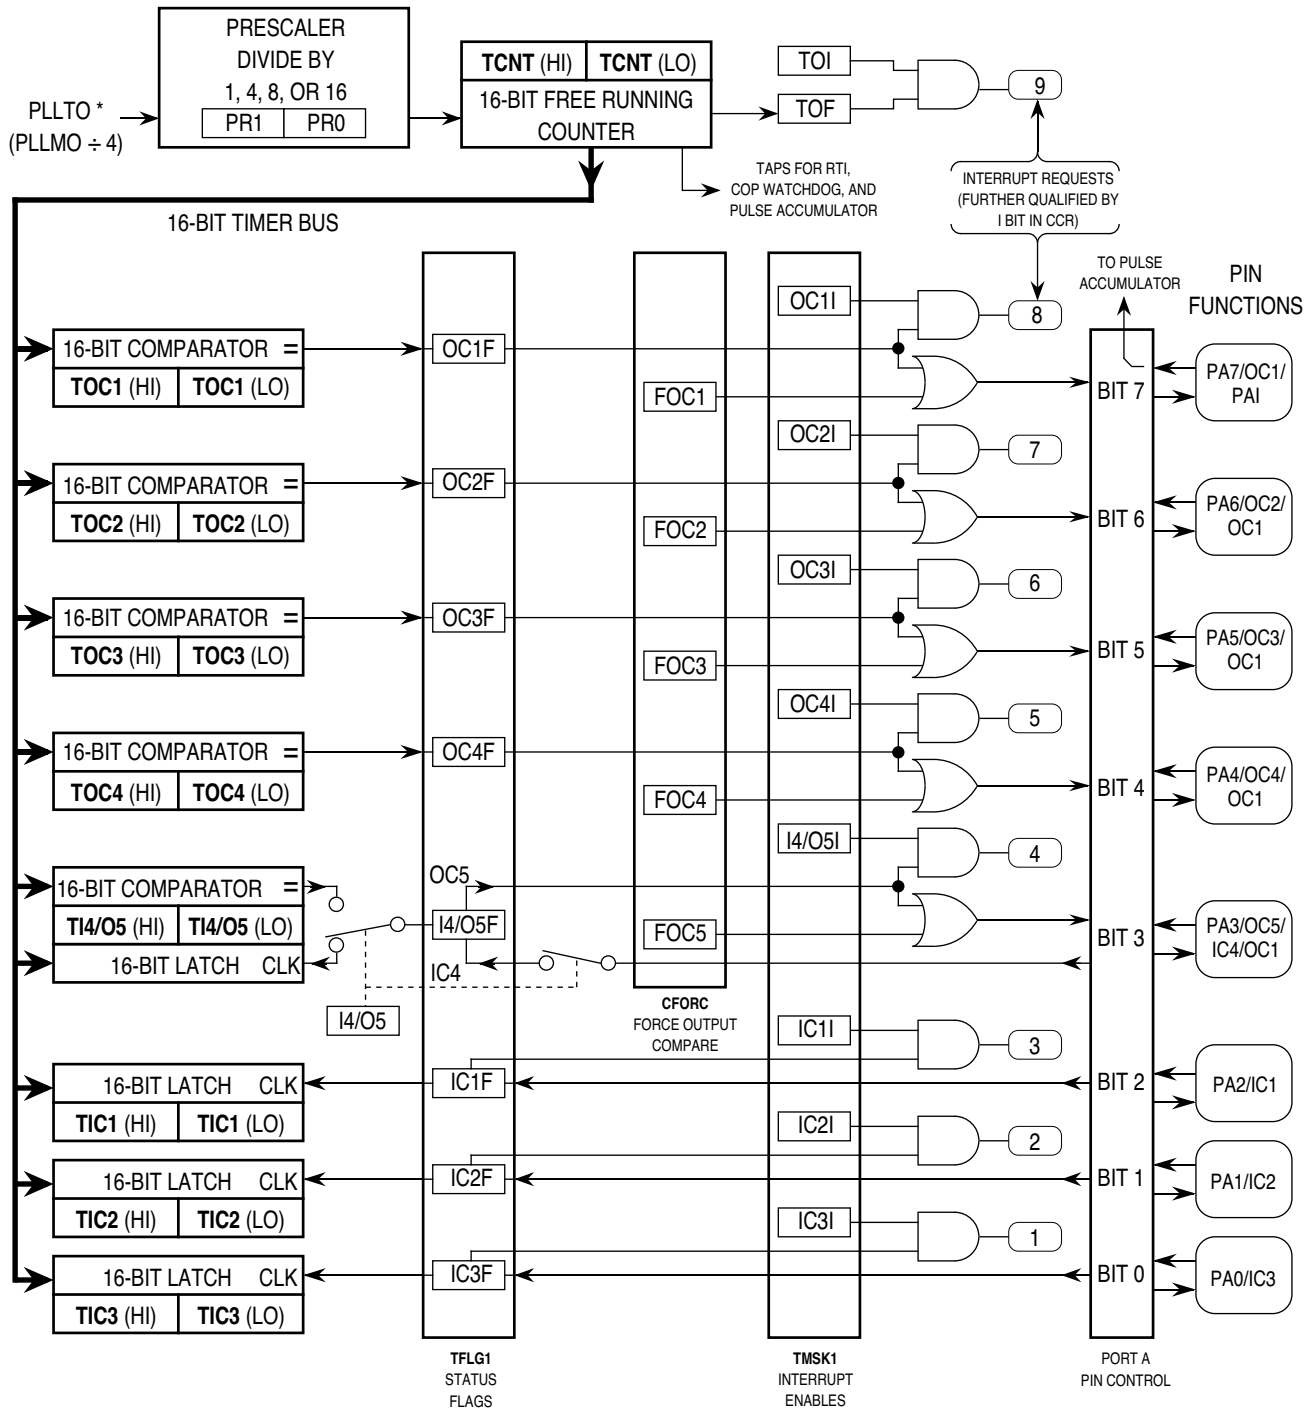 PRESCALER
DIVIDE BY
1, 4, 8, OR 16
PR1 PR0
PLLTO *
(PLLMO ÷ 4)
TCNT (HI) TCNT (LO)
16-BIT FREE RUNNING
COUNTER
TOI
TOF
9
TAPS FOR RTI,
COP WATCHDOG, AND
PULSE ACCUMULATOR
INTERRUPT REQUESTS
(FURTHER QUALIFIED BY
I BIT IN CCR)
16-BIT TIMER BUS
TO PULSE
ACCUMULATOR
PIN
FUNCTIONS
OC1I
8
16-BIT COMPARATOR =
TOC1 (HI) TOC1 (LO)
OC1F
FOC1
BIT 7
PA7/OC1/
PAI
OC2I
7
16-BIT COMPARATOR =
TOC2 (HI) TOC2 (LO)
OC2F
FOC2
BIT 6
PA6/OC2/
OC1
OC3I
6
16-BIT COMPARATOR =
TOC3 (HI) TOC3 (LO)
OC3F
FOC3
BIT 5
PA5/OC3/
OC1
OC4I
5
16-BIT COMPARATOR =
TOC4 (HI) TOC4 (LO)
OC4F
FOC4
BIT 4
PA4/OC4/
OC1
I4/O5I
4
16-BIT COMPARATOR =
TI4/O5 (HI) TI4/O5 (LO)
16-BIT LATCH CLK
OC5
I4/O5F
IC4
FOC5
BIT 3
PA3/OC5/
IC4/OC1
I4/O5
CFORC
FORCE OUTPUT
COMPARE
IC1I
3
16-BIT LATCH CLK
TIC1 (HI) TIC1 (LO)
IC1F
BIT 2
PA2/IC1
IC2I
2
16-BIT LATCH CLK
TIC2 (HI) TIC2 (LO)
IC2F
BIT 1
PA1/IC2
IC3I
1
16-BIT LATCH CLK
TIC3 (HI) TIC3 (LO)
IC3F
BIT 0
PA0/IC3
TFLG1
STATUS
FLAGS
TMSK1
INTERRUPT
ENABLES
PORT A
PIN CONTROL